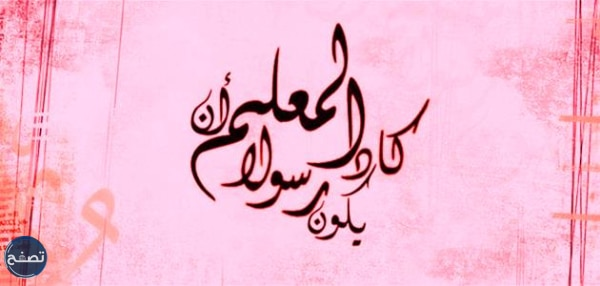 كاد المعلم أن يكون رسولا
تصفح